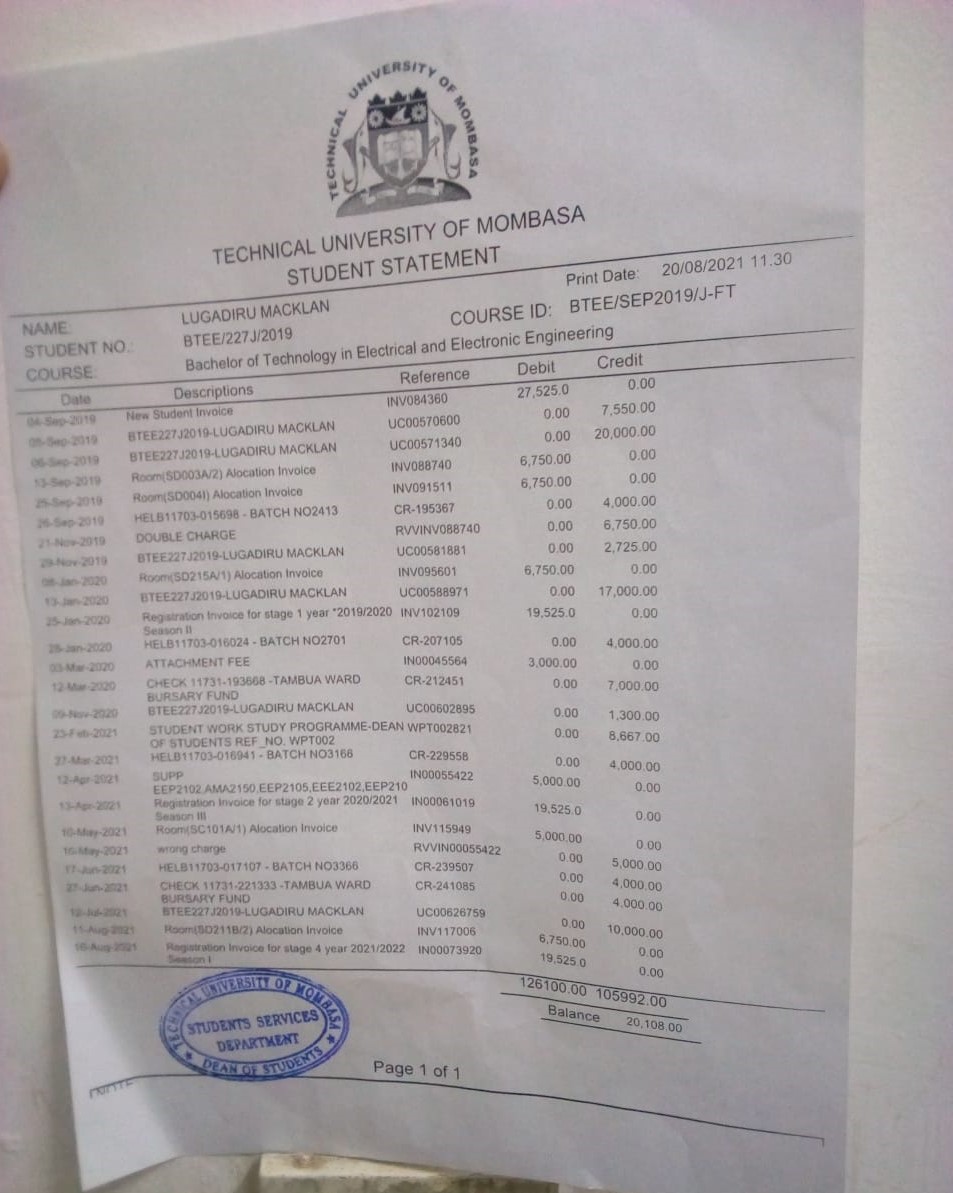 TECHNICAL UNIVERSITY OF MOMBASA
TECHNICAL UNIVERSITY OF MOMBASA
STUDENT STATEMENT
Print Date: 20/08/2021 11.30
NAME: LUGADIRU MACKLAN
STUDENT NO.: BTEE/227J/2019 COURSE ID: BTEE/SEP2019/J-FT
COURSE: Bachelor of Technology in Electrical and Electronic Engineering
Date Descriptions Reference Debit Credit
04-Sep-2019 New Student Invoice INV084360 27,525.0 0.00
05-Sep-2019 BTEE227J2019-LUGADIRU MACKLAN UC00570600 0.00 7,550.00
06-Sep-2019 BTEE227J2019-LUGADIRU MACKLAN UC00571340 0.00 20,000.00
13-Sep-2019 Room(SD003A/2) Alocation Invoice INV088740 6,750.00 0.00
25-Sep-2019 Room(SD004I) Alocation Invoice INV091511 6,750.00 0.00
26-Sep-2019 HELB11703-015698 - BATCH NO2413 CR-195367 0.00 4,000.00
21-Nov-2019 DOUBLE CHARGE RVVINV088740 0.00 6,750.00
29-Nov-2019 BTEE227J2019-LUGADIRU MACKLAN UC00581881 0.00 2,725.00
08-Jan-2020 Room(SD215A/1) Alocation Invoice INV095601 6,750.00 0.00
13-Jan-2020 BTEE227J2019-LUGADIRU MACKLAN UC00588971 0.00 17,000.00
25-Jan-2020 Registration Invoice for stage 1 year *2019/2020 INV102109 19,525.0 0.00
Season II
28-Jan-2020 HELB11703-016024 - BATCH NO2701 CR-207105 0.00 4,000.00
03-Mar-2020 ATTACHMENT FEE IN00045564 3,000.00 0.00
12-Mar-2020 CHECK 11731-193668 -TAMBUA WARD CR-212451 0.00 7,000.00
BURSARY FUND
09-Nov-2020 BTEE227J2019-LUGADIRU MACKLAN UC00602895 0.00 1,300.00
25-Feb-2021 STUDENT WORK STUDY PROGRAMME-DEAN WPT002821 0.00 8,667.00
OF STUDENTS REF_NO. WPT002
27-Mar-2021 HELB11703-016941 - BATCH NO3166 CR-229558 0.00 4,000.00
12-Apr-2021 SUPP IN00055422 5,000.00 0.00
EEP2102,AMA2150,EEP2105,EEE2102,EEP210
13-Apr-2021 Registration Invoice for stage 2 year 2020/2021 IN00061019 19,525.0 0.00
Season III
10-May-2021 Room(SC101A/1) Alocation Invoice INV115949 5,000.00 0.00
16-May-2021 wrong charge RVVIN00055422 0.00 5,000.00
17-Jun-2021 HELB11703-017107 - BATCH NO3366 CR-239507 0.00 4,000.00
27-Jun-2021 CHECK 11731-221333 -TAMBUA WARD CR-241085 0.00 4,000.00
BURSARY FUND
12-Jul-2021 BTEE227J2019-LUGADIRU MACKLAN UC00626759 0.00 10,000.00
11-Aug-2021 Room(SD211B/2) Alocation Invoice INV117006 6,750.00 0.00
16-Aug-2021 Registration Invoice for stage 4 year 2021/2022 IN00073920 19,525.0 0.00
Season I
126100.00 105992.00
Balance 20,108.00
TECHNICAL UNIVERSITY OF MOMBASA
STUDENTS SERVICES
DEPARTMENT
DEAN OF STUDENTS
Page 1 of 1